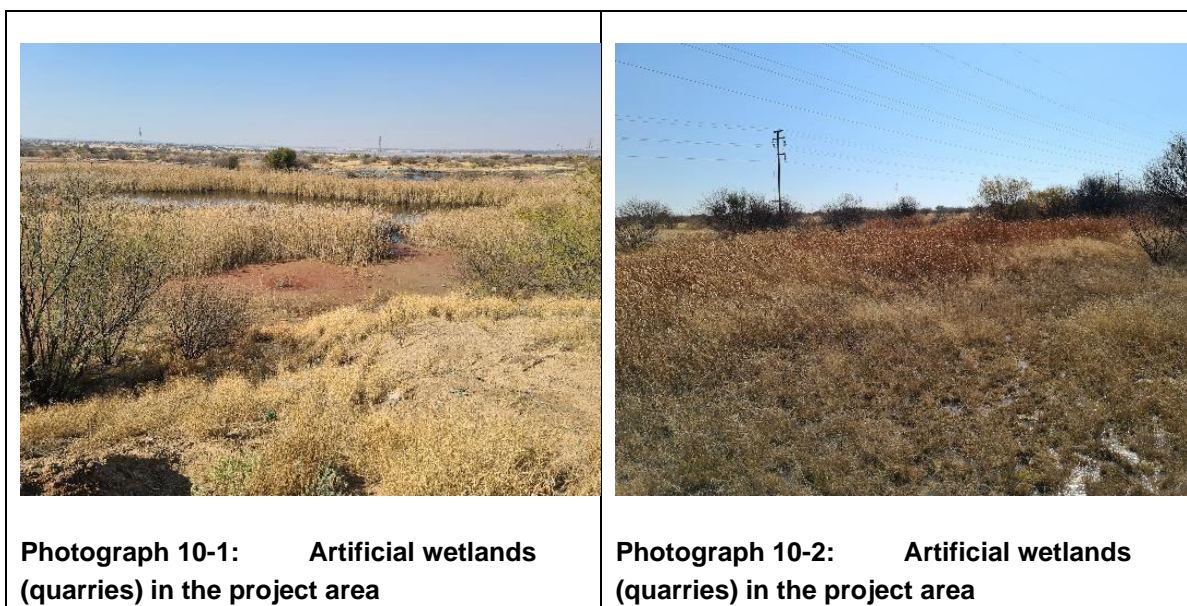 Photograph 10-1: Artificial wetlands
(quarries) in the project area
Photograph 10-2: Artificial wetlands
(quarries) in the project area